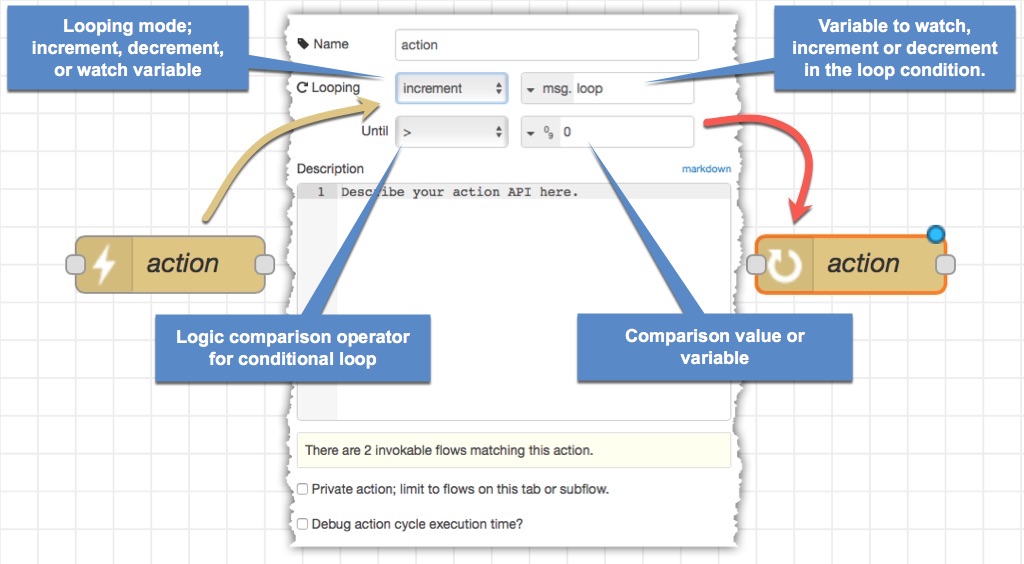 Looping mode;
increment, decrement,
or watch variable
Variable to watch,
increment or decrement
in the loop condition.
Name
action
Looping
increment
msg. loop
Until
>
0
9
0
Description
markdown
1 Describe your action API here.
action
action
Logic comparison operator
for conditional loop
Comparison value or
variable
There are 2 invokable flows matching this action.
Private action; limit to flows on this tab or subflow.
Debug action cycle execution time?